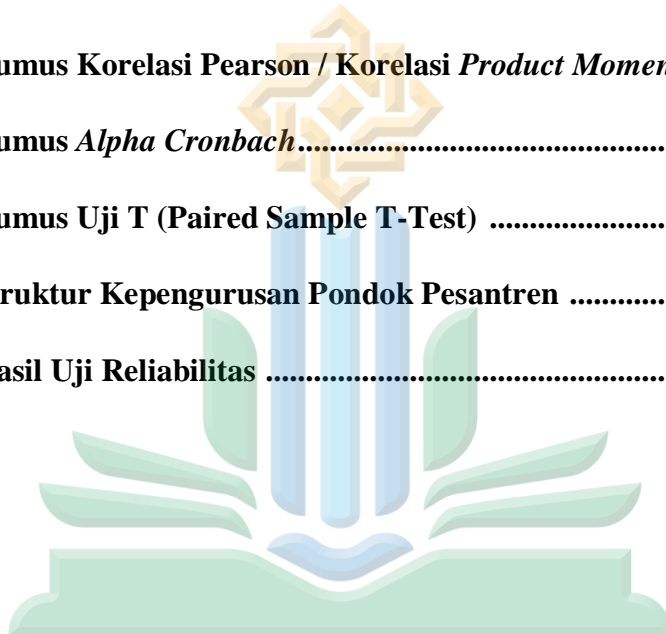 umus Korelasi Pearson / Korelasi Product Momen
umus Alpha Cronbach.............................................
umus Uji T (Paired Sample T-Test) ......................
truktur Kepengurusan Pondok Pesantren ............
asil Uji Reliabilitas ..................................................